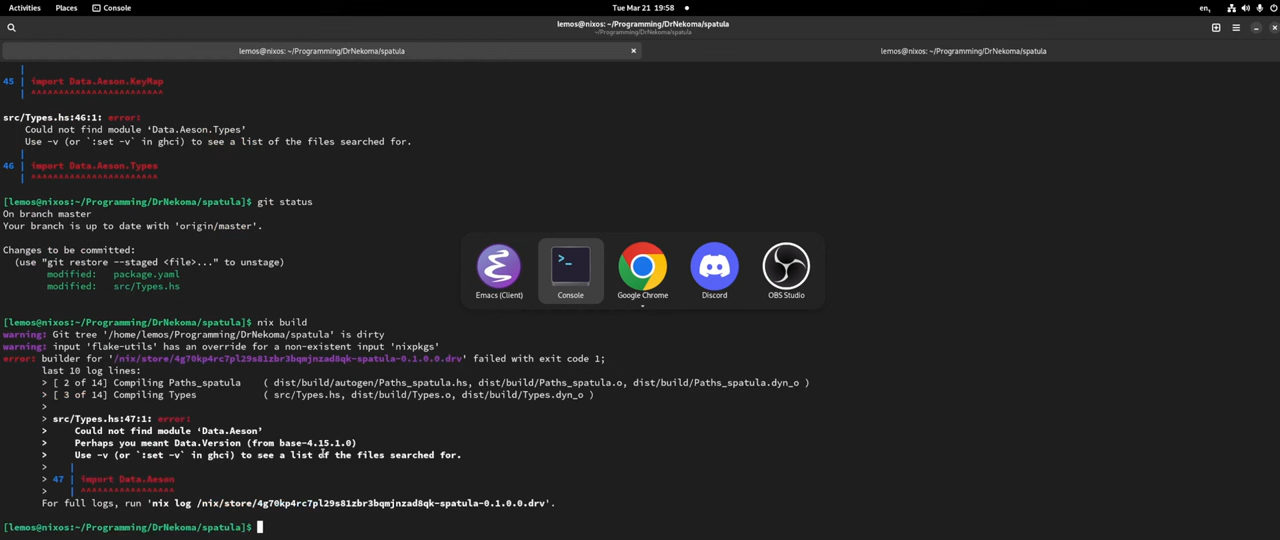 Activities Places Console Tue Mar 21 19:58 en,
lemos@nixos: ~/Programming/DrNekoma/spatula
~/Programming/DrNekoma/spatula
lemos@nixos: ~/Programming/DrNekoma/spatula lemos@nixos: ~/Programming/DrNekoma/spatula
|
45 | import Data.Aeson.KeyMap
| ^^^^^^^^^^^^^^^^^^^^^^^^
src/Types.hs:46:1: error:
Could not find module ‘Data.Aeson.Types’
Use -v (or `:set -v` in ghci) to see a list of the files searched for.
|
46 | import Data.Aeson.Types
| ^^^^^^^^^^^^^^^^^^^^^^^
[lemos@nixos:~/Programming/DrNekoma/spatula]$ git status
On branch master
Your branch is up to date with 'origin/master'.
Changes to be committed:
(use "git restore --staged <file>..." to unstage)
modified: package.yaml
modified: src/Types.hs
Emacs (Client) Console Google Chrome Discord OBS Studio
[lemos@nixos:~/Programming/DrNekoma/spatula]$ nix build
warning: Git tree '/home/lemos/Programming/DrNekoma/spatula' is dirty
warning: input 'flake-utils' has an override for a non-existent input 'nixpkgs'
error: builder for '/nix/store/4g70kp4rc7pl29s81zbr3bqmjnzad8qk-spatula-0.1.0.0.drv' failed with exit code 1;
last 10 log lines:
> [ 2 of 14] Compiling Paths_spatula ( dist/build/autogen/Paths_spatula.hs, dist/build/Paths_spatula.o, dist/build/Paths_spatula.dyn_o )
> [ 3 of 14] Compiling Types ( src/Types.hs, dist/build/Types.o, dist/build/Types.dyn_o )
>
> src/Types.hs:47:1: error:
> Could not find module ‘Data.Aeson’
> Perhaps you meant Data.Version (from base-4.15.1.0)
> Use -v (or `:set -v` in ghci) to see a list of the files searched for.
> |
> 47 | import Data.Aeson
> | ^^^^^^^^^^^^^^^^^
For full logs, run 'nix log /nix/store/4g70kp4rc7pl29s81zbr3bqmjnzad8qk-spatula-0.1.0.0.drv'.
[lemos@nixos:~/Programming/DrNekoma/spatula]$